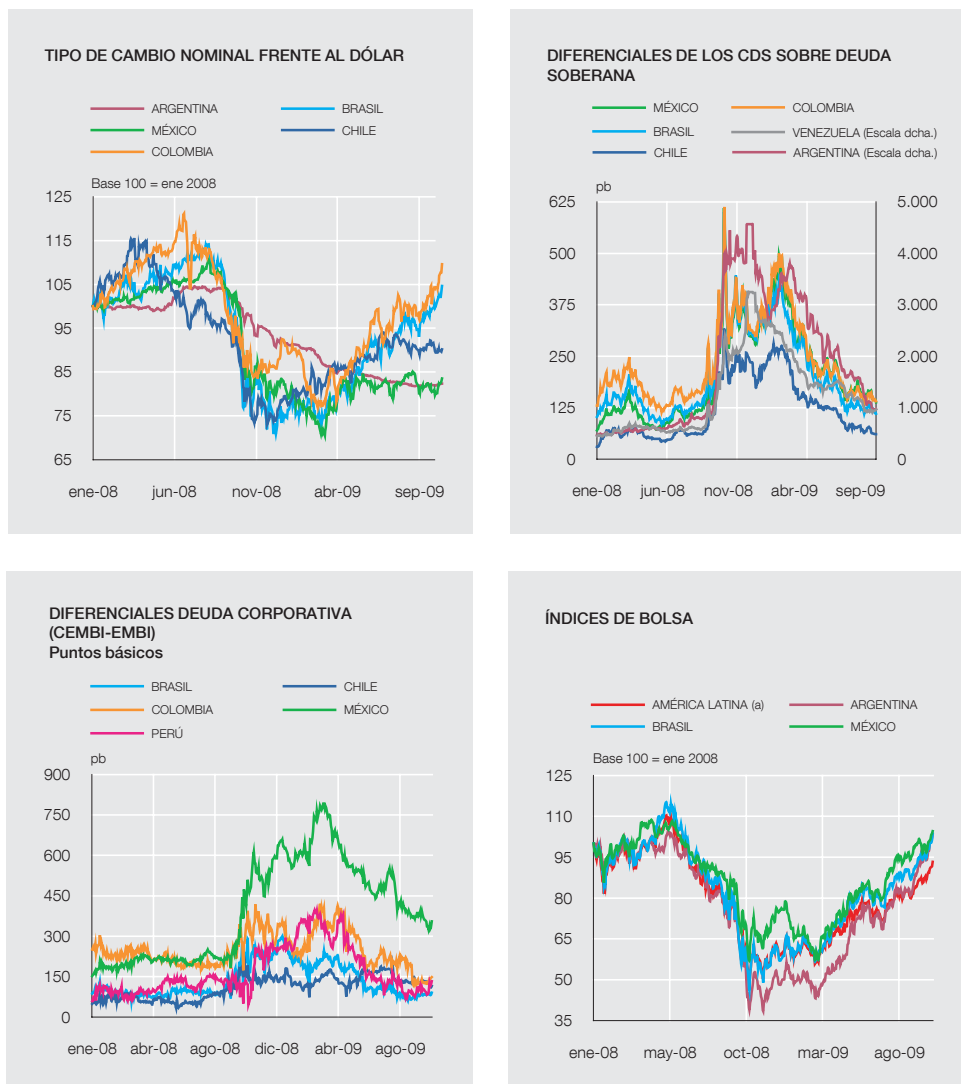 TIPO DE CAMBIO NOMINAL FRENTE AL DÓLAR
ARGENTINA
BRASIL
MÉXICO
CHILE
COLOMBIA
Base 100 = ene 2008
125
115
105
95
85
75
65
ene-08 jun-08 nov-08 abr-09 sep-09
DIFERENCIALES DE LOS CDS SOBRE DEUDA
SOBERANA
MÉXICO
COLOMBIA
BRASIL
VENEZUELA (Escala dcha.)
CHILE
ARGENTINA (Escala dcha.)
pb
625
500
375
250
125
0
5.000
4.000
3.000
2.000
1.000
0
ene-08 jun-08 nov-08 abr-09 sep-09
DIFERENCIALES DEUDA CORPORATIVA
(CEMBI-EMBI)
Puntos básicos
BRASIL
CHILE
COLOMBIA
MÉXICO
PERÚ
pb
900
750
600
450
300
150
0
ene-08 abr-08 ago-08 dic-08 abr-09 ago-09
ÍNDICES DE BOLSA
AMÉRICA LATINA (a)
ARGENTINA
BRASIL
MÉXICO
Base 100 = ene 2008
125
110
95
80
65
50
35
ene-08 may-08 oct-08 mar-09 ago-09